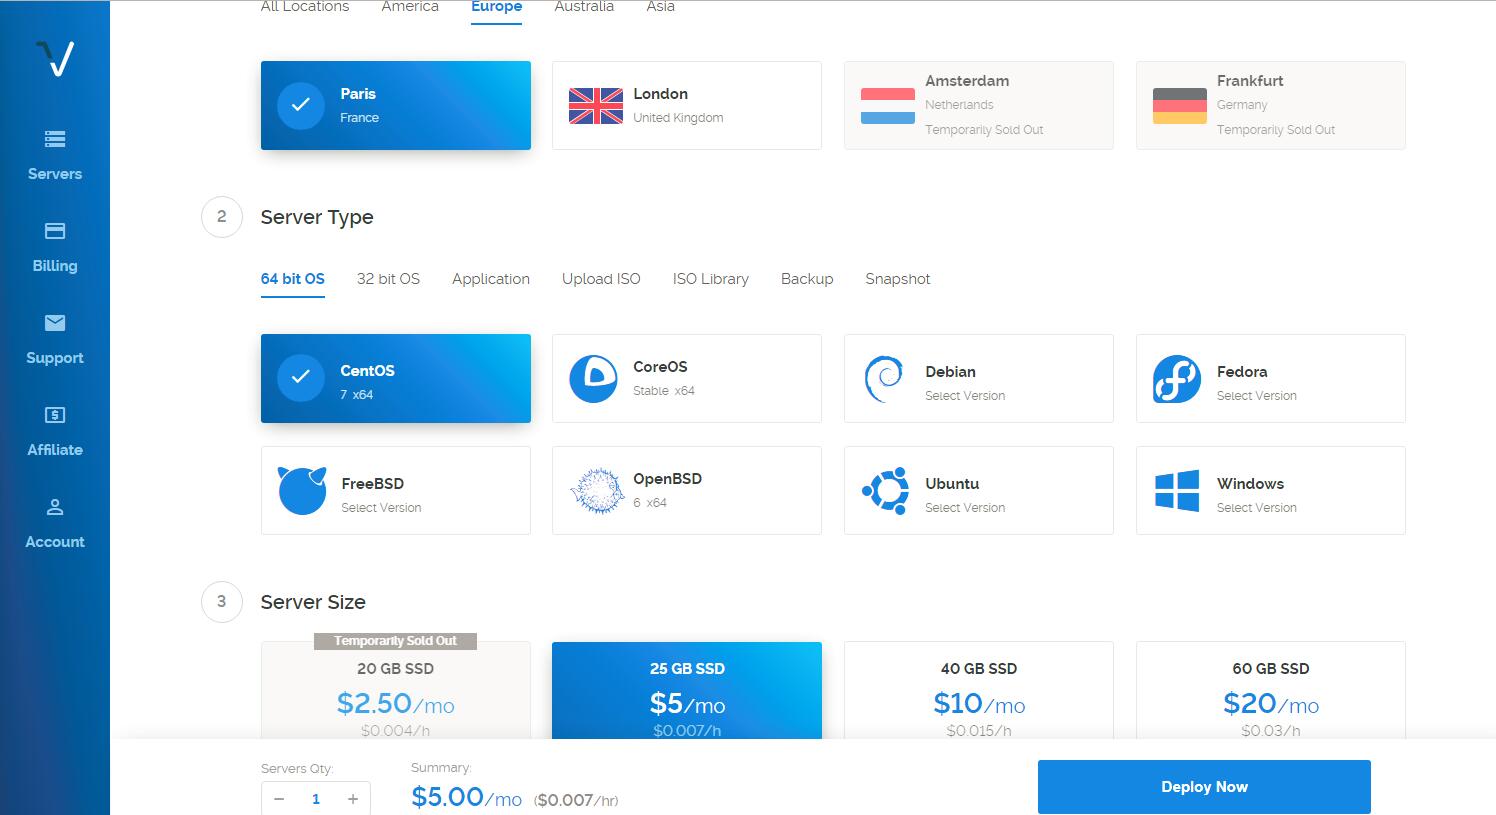 All Locations America Europe Australia Asia
Paris
France
London
United Kingdom
Amsterdam
Netherlands
Temporarily Sold Out
Frankfurt
Germany
Temporarily Sold Out
Servers
Billing
Support
Affiliate
Account
2 Server Type
64 bit OS 32 bit OS Application Upload ISO ISO Library Backup Snapshot
CentOS
7 x64
CoreOS
Stable x64
Debian
Select Version
Fedora
Select Version
FreeBSD
Select Version
OpenBSD
6 x64
Ubuntu
Select Version
Windows
Select Version
3 Server Size
Temporarily Sold Out
20 GB SSD
$2.50/mo
$0.004/h
25 GB SSD
$5/mo
$0.007/h
40 GB SSD
$10/mo
$0.015/h
60 GB SSD
$20/mo
$0.03/h
Servers Qty:
− 1 +
Summary:
$5.00/mo ($0.007/hr)
Deploy Now